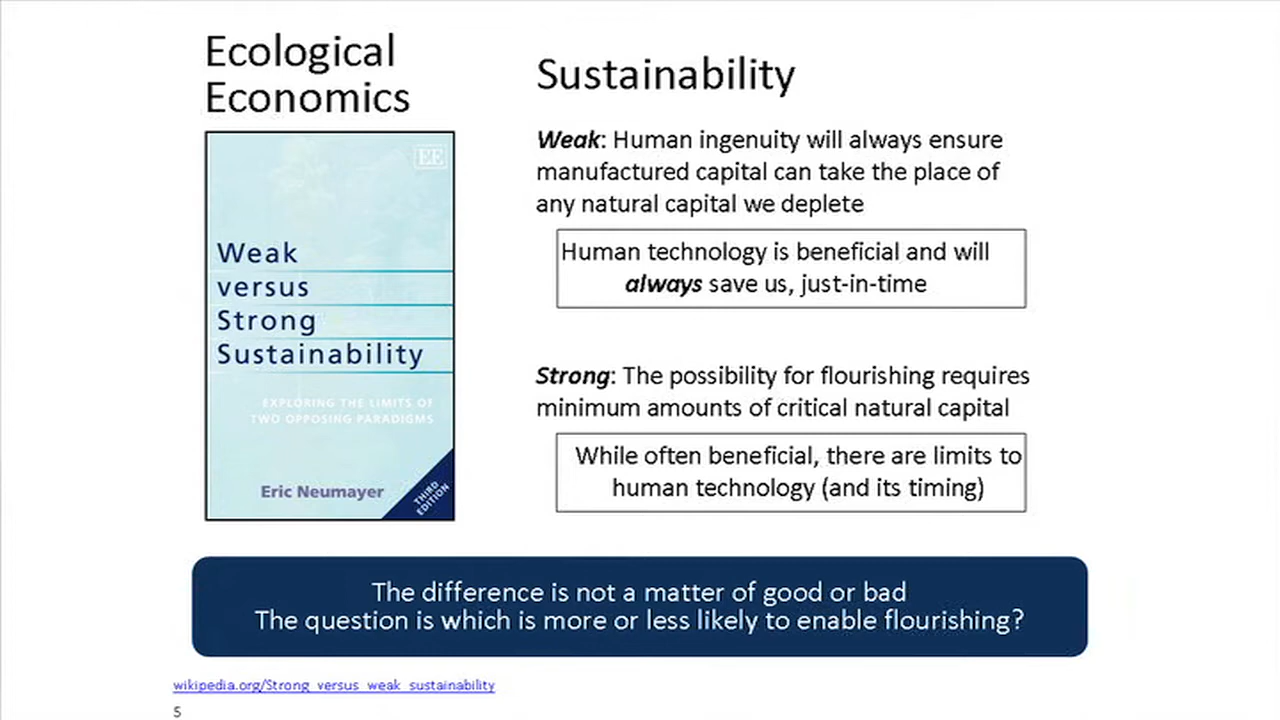 Ecological
Economics
EE
Weak
versus
Strong
Sustainability
EXPLORING THE LIMITS OF
TWO OPPOSING PARADIGMS
Eric Neumayer
THIRD
EDITION
Sustainability
Weak: Human ingenuity will always ensure
manufactured capital can take the place of
any natural capital we deplete
Human technology is beneficial and will
always save us, just-in-time
Strong: The possibility for flourishing requires
minimum amounts of critical natural capital
While often beneficial, there are limits to
human technology (and its timing)
The difference is not a matter of good or bad
The question is which is more or less likely to enable flourishing?
wikipedia.org/Strong_versus_weak_sustainability
5